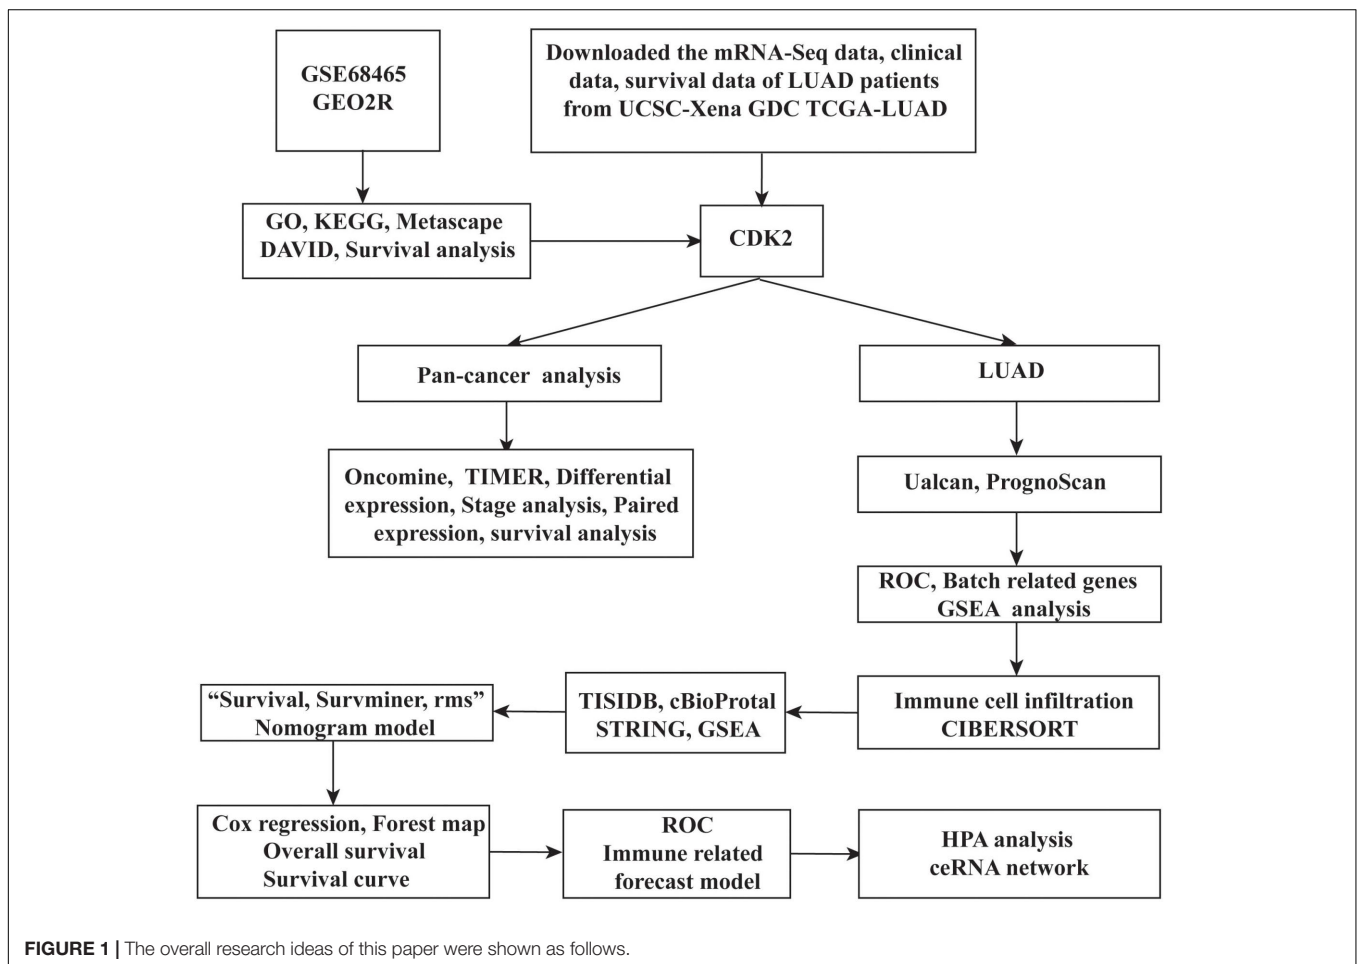 GSE68465
GEO2R
Downloaded the mRNA-Seq data, clinical
data, survival data of LUAD patients
from UCSC-Xena GDC TCGA-LUAD
GO, KEGG, Metascape
DAVID, Survival analysis
CDK2
Pan-cancer analysis
LUAD
Oncomine, TIMER, Differential
expression, Stage analysis, Paired
expression, survival analysis
Ualcan, PrognoScan
ROC, Batch related genes
GSEA analysis
Immune cell infiltration
CIBERSORT
TISIDB, cBioProtal
STRING, GSEA
“Survival, Survminer, rms”
Nomogram model
Cox regression, Forest map
Overall survival
Survival curve
ROC
Immune related
forecast model
HPA analysis
ceRNA network
FIGURE 1 | The overall research ideas of this paper were shown as follows.